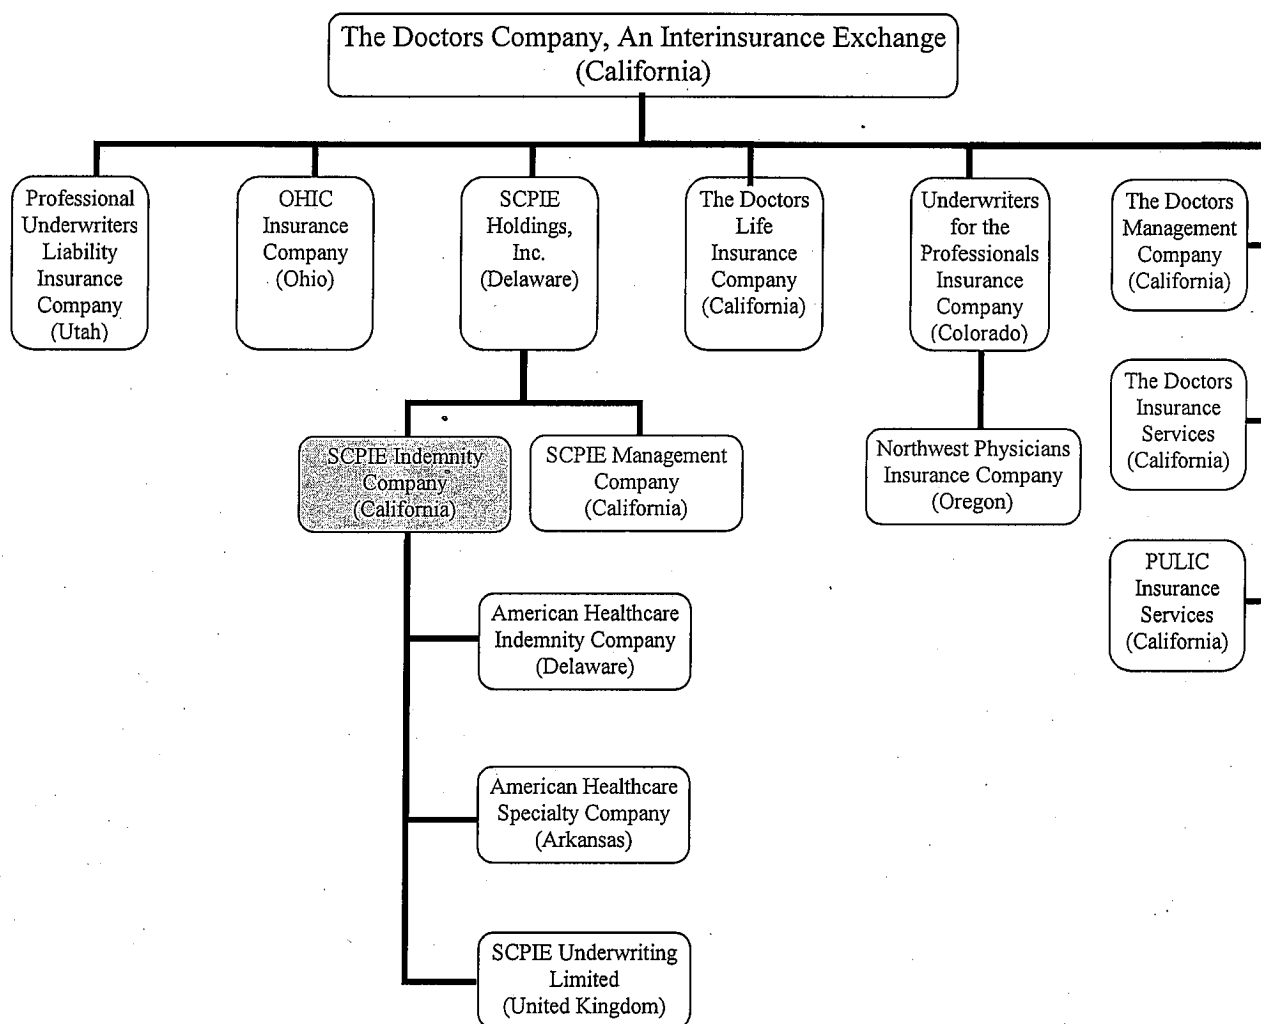 The Doctors Company, An Interinsurance Exchange
(California)
Professional
Underwriters
Liability
Insurance
Company
(Utah)
OHIC
Insurance
Company
(Ohio)
SCPIE
Holdings,
Inc.
(Delaware)
The Doctors
Life
Insurance
Company
(California)
Underwriters
for the
Professionals
Insurance
Company
(Colorado)
The Doctors
Management
Company
(California)
SCPIE Indemnity
Company
(California)
SCPIE Management
Company
(California)
Northwest Physicians
Insurance Company
(Oregon)
The Doctors
Insurance
Services
(California)
PULIC
Insurance
Services
(California)
American Healthcare
Indemnity Company
(Delaware)
American Healthcare
Specialty Company
(Arkansas)
SCPIE Underwriting
Limited
(United Kingdom)